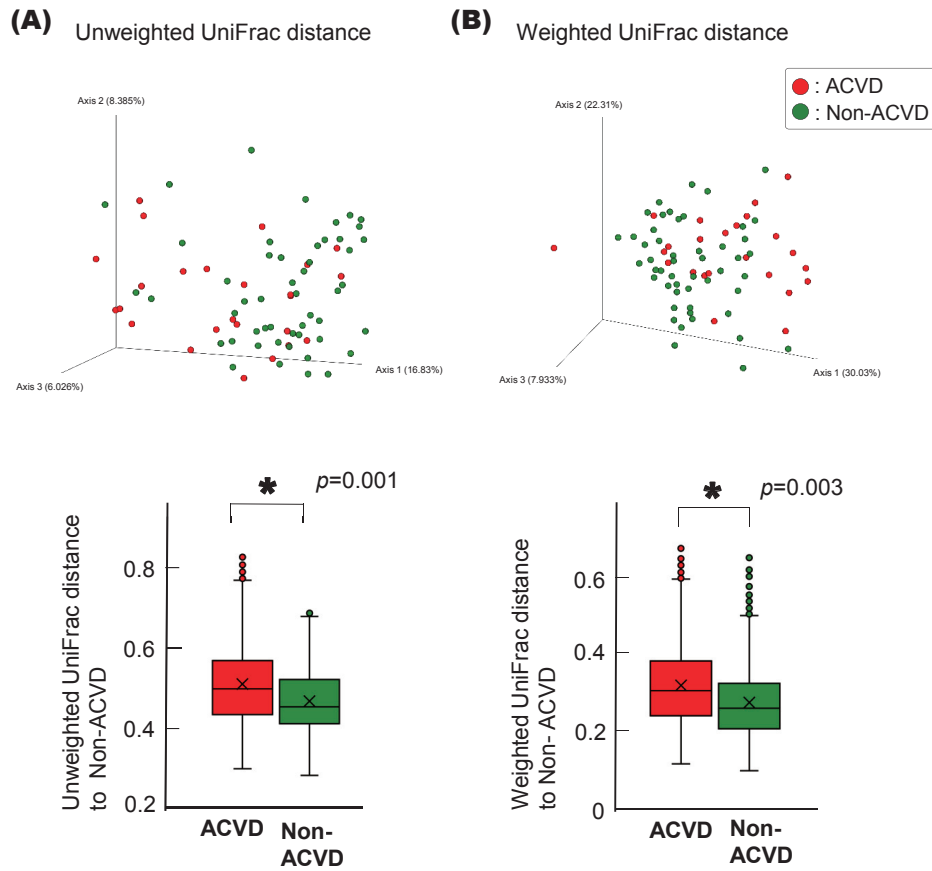 (A) Unweighted UniFrac distance
Axis 2 (8.385%)
Axis 3 (6.026%)
Axis 1 (16.83%)
(B) Weighted UniFrac distance
: ACVD
: Non-ACVD
Axis 2 (22.31%)
Axis 3 (7.933%)
Axis 1 (30.03%)
Unweighted UniFrac distance
to Non-ACVD
* p=0.001
0.8
0.6
0.4
0.2
ACVD
Non-
ACVD
Weighted UniFrac distance
to Non- ACVD
* p=0.003
0.6
0.4
0.2
0
ACVD
Non-
ACVD